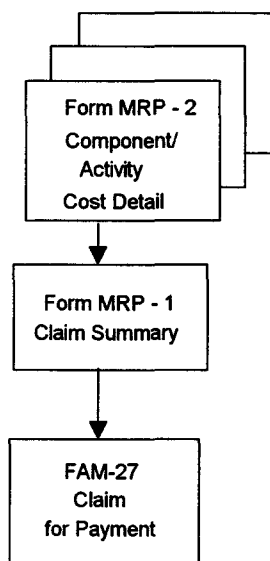 Form MRP - 2
Component/
Activity
Cost Detail
Form MRP - 1
Claim Summary
FAM-27
Claim
for Payment